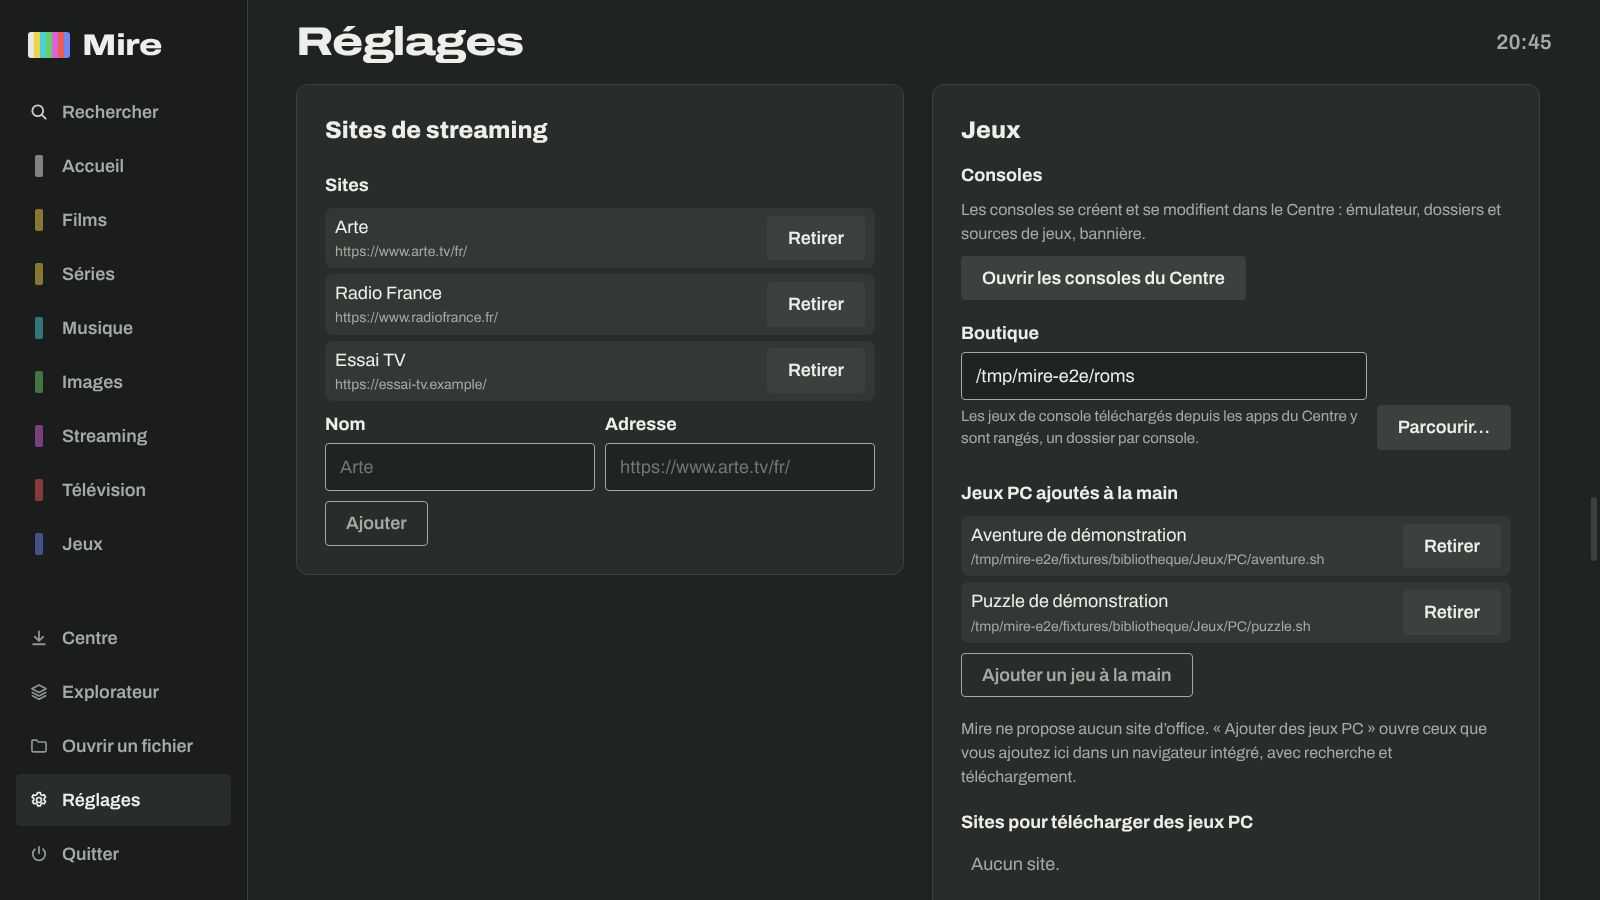 Mire
Rechercher
Accueil
Films
Séries
Musique
Images
Streaming
Télévision
Jeux
Centre
Explorateur
Ouvrir un fichier
Réglages
Quitter
Réglages
20:45
Sites de streaming
Sites
Arte
https://www.arte.tv/fr/
Retirer
Radio France
https://www.radiofrance.fr/
Retirer
Essai TV
https://essai-tv.example/
Retirer
Nom
Adresse
Arte
https://www.arte.tv/fr/
Ajouter
Jeux
Consoles
Les consoles se créent et se modifient dans le Centre : émulateur, dossiers et
sources de jeux, bannière.
Ouvrir les consoles du Centre
Boutique
/tmp/mire-e2e/roms
Les jeux de console téléchargés depuis les apps du Centre y
sont rangés, un dossier par console.
Parcourir…
Jeux PC ajoutés à la main
Aventure de démonstration
/tmp/mire-e2e/fixtures/bibliotheque/Jeux/PC/aventure.sh
Retirer
Puzzle de démonstration
/tmp/mire-e2e/fixtures/bibliotheque/Jeux/PC/puzzle.sh
Retirer
Ajouter un jeu à la main
Mire ne propose aucun site d’office. « Ajouter des jeux PC » ouvre ceux que
vous ajoutez ici dans un navigateur intégré, avec recherche et
téléchargement.
Sites pour télécharger des jeux PC
Aucun site.